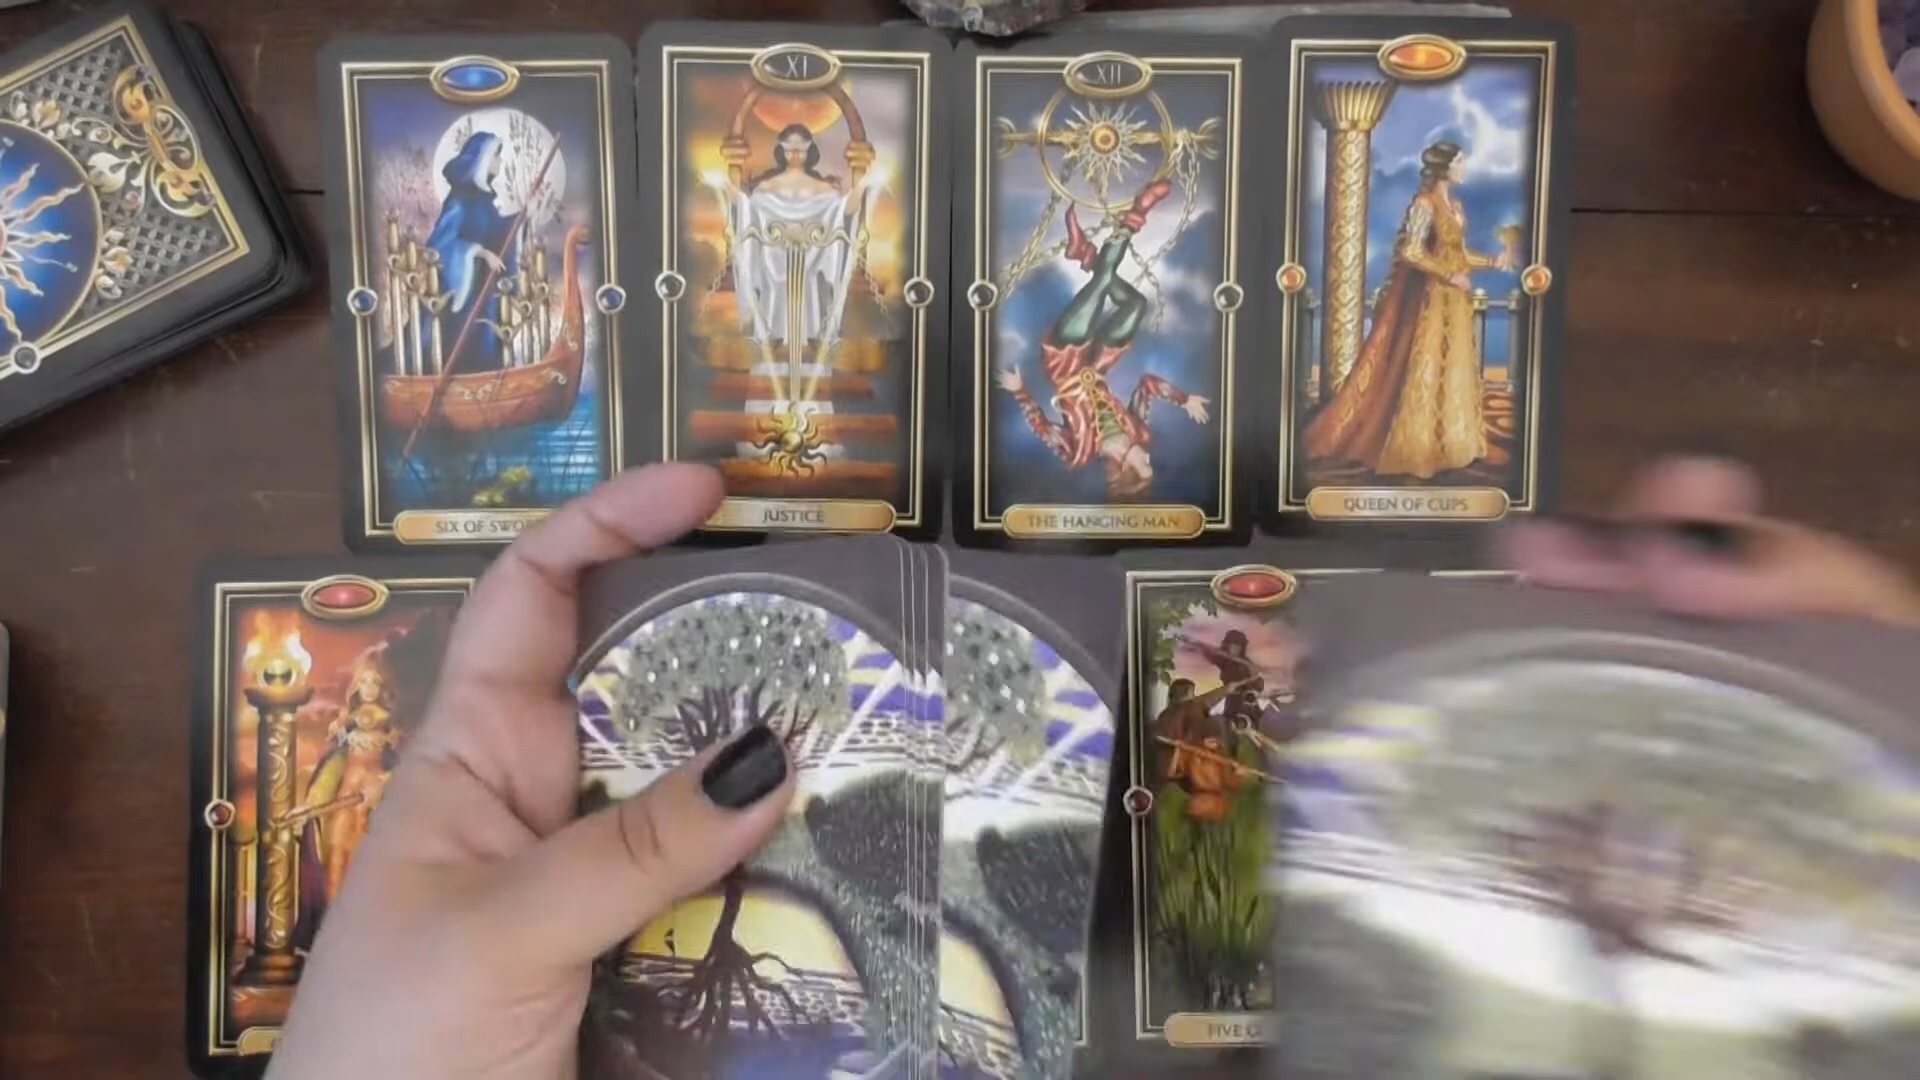 XI
XII
SIX OF SWO
JUSTICE
THE HANGING MAN
QUEEN OF CUPS
FIVE O